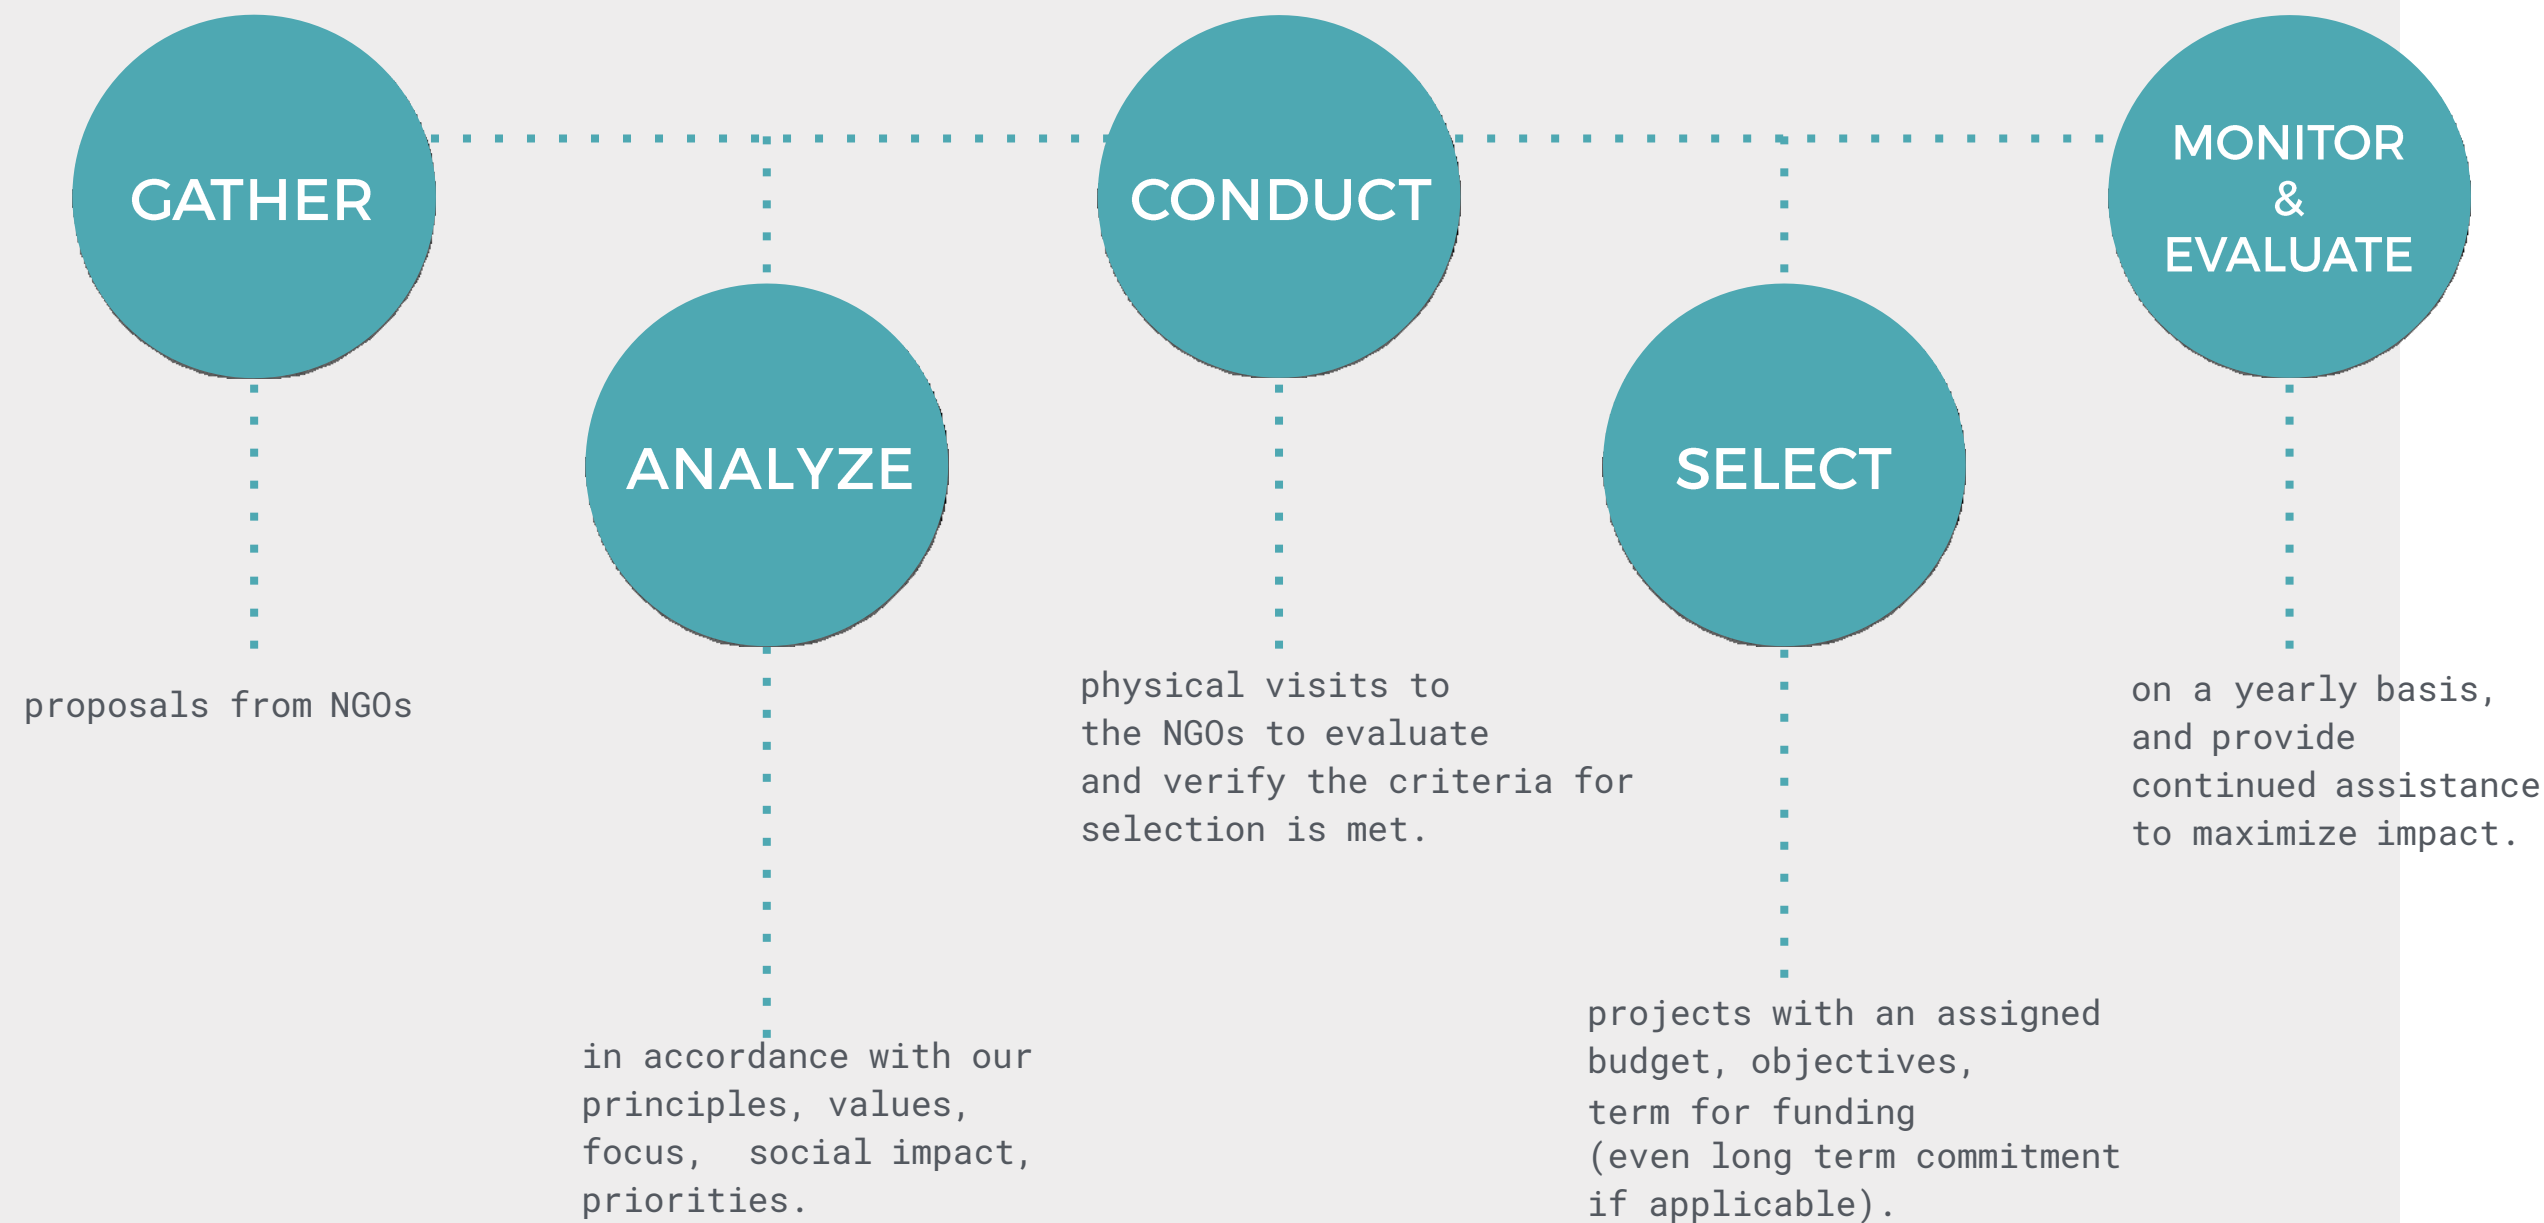 GATHER
proposals from NGOs
ANALYZE
in accordance with our
principles, values,
focus,  social impact,
priorities.
CONDUCT
physical visits to
the NGOs to evaluate
and verify the criteria for
selection is met.
SELECT
projects with an assigned
budget, objectives,
term for funding
(even long term commitment
if applicable).
MONITOR
&
EVALUATE
on a yearly basis,
and provide
continued assistance
to maximize impact.